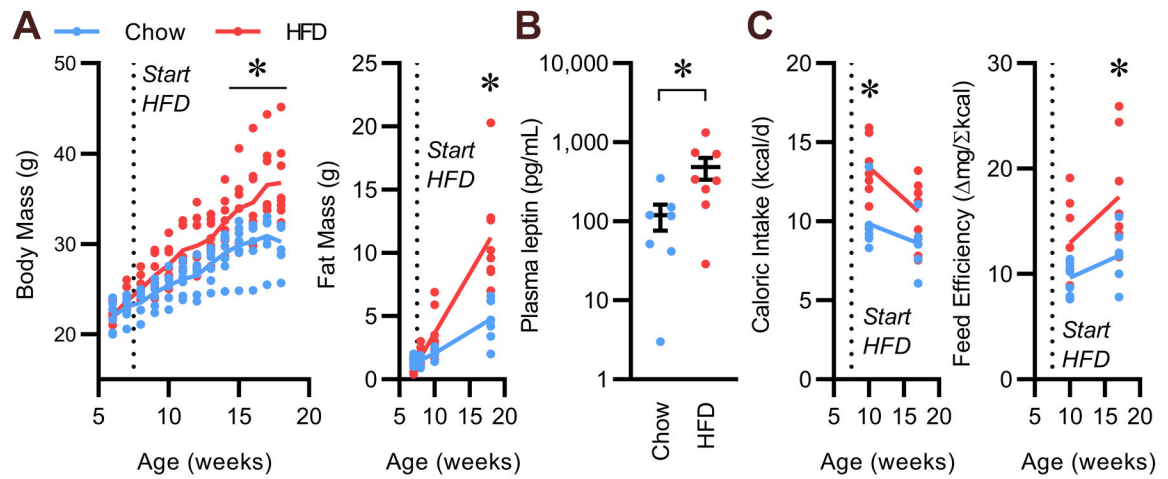 A
Chow
HFD
B
C
Body Mass (g)
50
40
30
20
Start
HFD
*
5
10
15
20
Age (weeks)
Fat Mass (g)
25
20
15
10
5
0
Start
HFD
*
5
10
15
20
Age (weeks)
Plasma leptin (pg/mL)
10,000
1,000
100
10
1
*
Chow
HFD
Caloric Intake (kcal/d)
20
15
10
5
0
*
Start
HFD
5
10
15
20
Age (weeks)
Feed Efficiency (Δmg/Σkcal)
30
20
10
0
*
Start
HFD
5
10
15
20
Age (weeks)